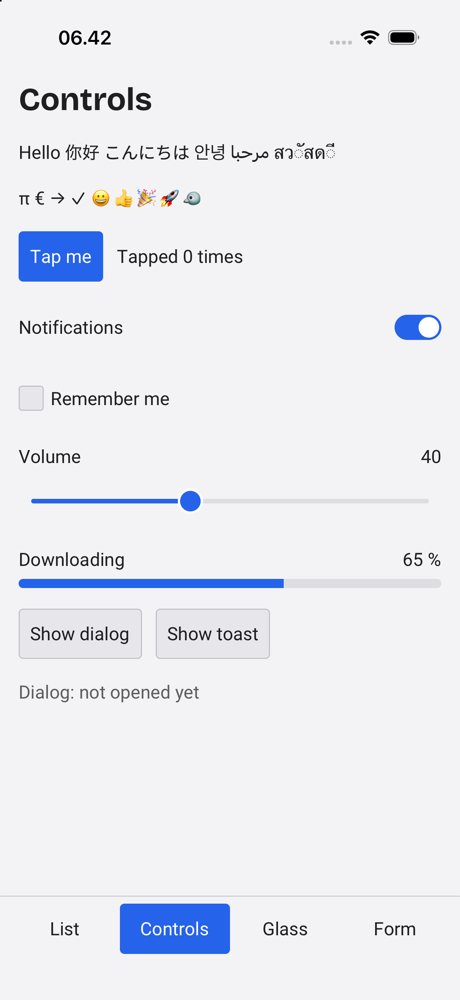 06.42
Controls
Hello 你好 こんにちは 안녕 مرحبا สวัสดี
π € → ✓ 😀 👍 🎉 🚀 🐦
Tap me
Tapped 0 times
Notifications
Remember me
Volume 40
Downloading 65 %
Show dialog
Show toast
Dialog: not opened yet
List Controls Glass Form